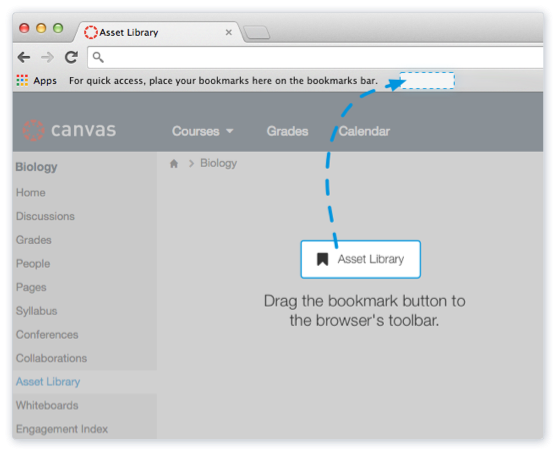 Asset Library
Apps For quick access, place your bookmarks here on the bookmarks bar.
canvas Courses Grades Calendar
Biology
Biology
Home
Discussions
Grades
People
Pages
Syllabus
Conferences
Collaborations
Asset Library
Whiteboards
Engagement Index
Asset Library
Drag the bookmark button to
the browser's toolbar.